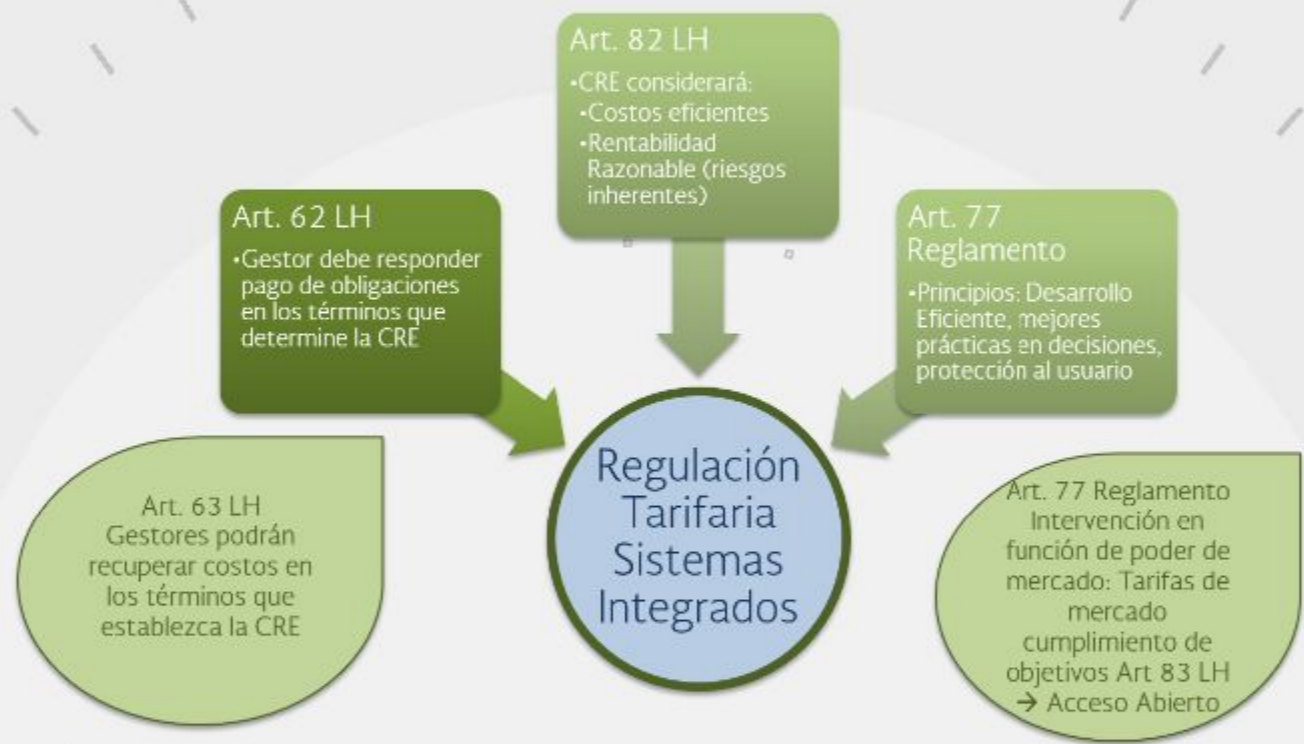 Art. 82 LH
•CRE considerará:
•Costos eficientes
•Rentabilidad
Razonable (riesgos
inherentes)
Art. 62 LH
•Gestor debe responder
pago de obligaciones
en los términos que
determine la CRE
Art. 77
Reglamento
•Principios: Desarrollo
Eficiente, mejores
prácticas en decisiones,
protección al usuario
Regulación
Tarifaria
Sistemas
Integrados
Art. 63 LH
Gestores podrán
recuperar costos en
los términos que
establezca la CRE
Art. 77 Reglamento
Intervención en
función de poder de
mercado: Tarifas de
mercado
cumplimiento de
objetivos Art 83 LH
→ Acceso Abierto